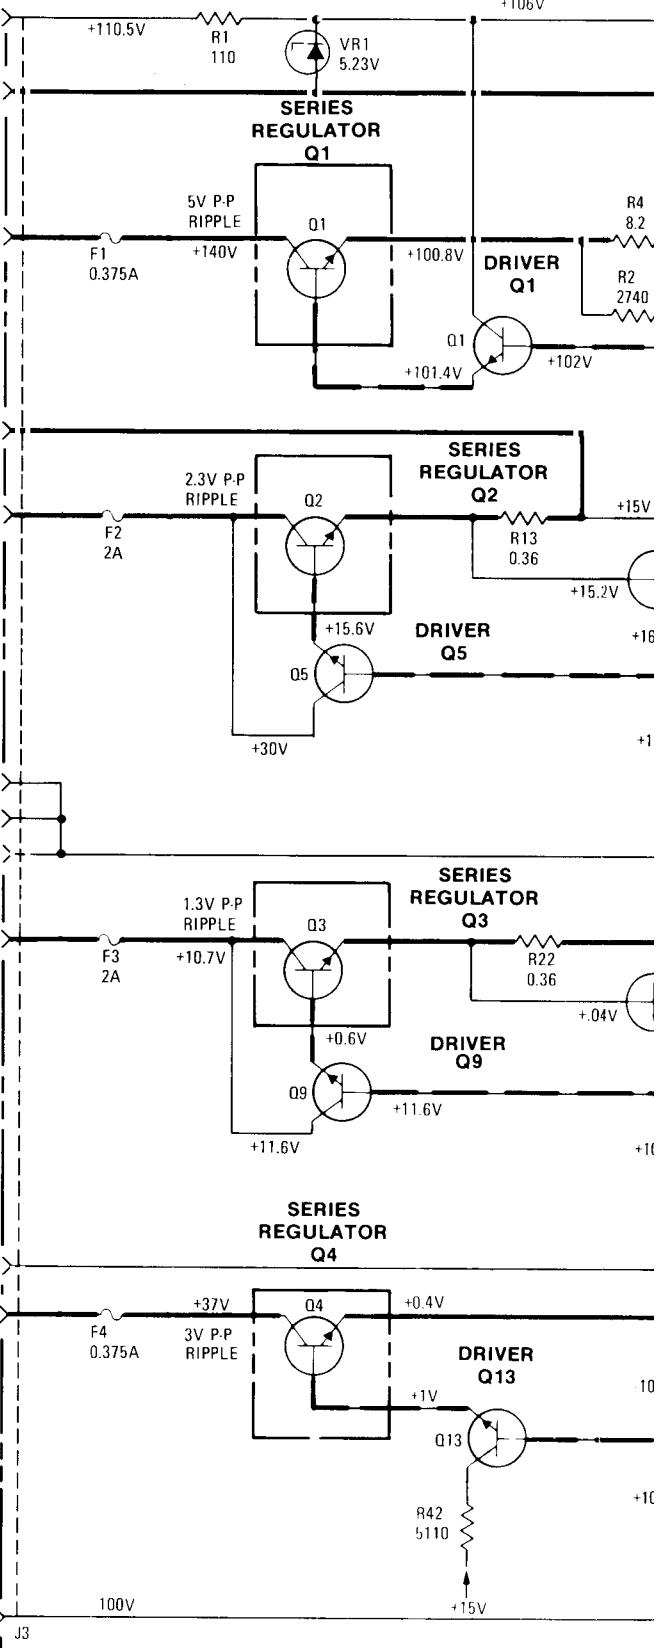 +106V
+110.5V
R1
110
VR1
5.23V
SERIES
REGULATOR
Q1
5V P-P
RIPPLE
Q1
R4
8.2
F1
0.375A
+140V
+100.8V
DRIVER
Q1
R2
2740
Q1
+102V
+101.4V
SERIES
REGULATOR
Q2
2.3V P-P
RIPPLE
Q2
F2
2A
+15V
R13
0.36
+15.2V
+15.6V
DRIVER
Q5
+16
Q5
+30V
+1
SERIES
REGULATOR
Q3
1.3V P-P
RIPPLE
Q3
F3
2A
+10.7V
R22
0.36
+.04V
+0.6V
DRIVER
Q9
Q9
+11.6V
+11.6V
+16
SERIES
REGULATOR
Q4
+37V
Q4
+0.4V
F4
0.375A
3V P-P
RIPPLE
DRIVER
Q13
+1V
10
Q13
+10
R42
5110
100V
+15V
J3